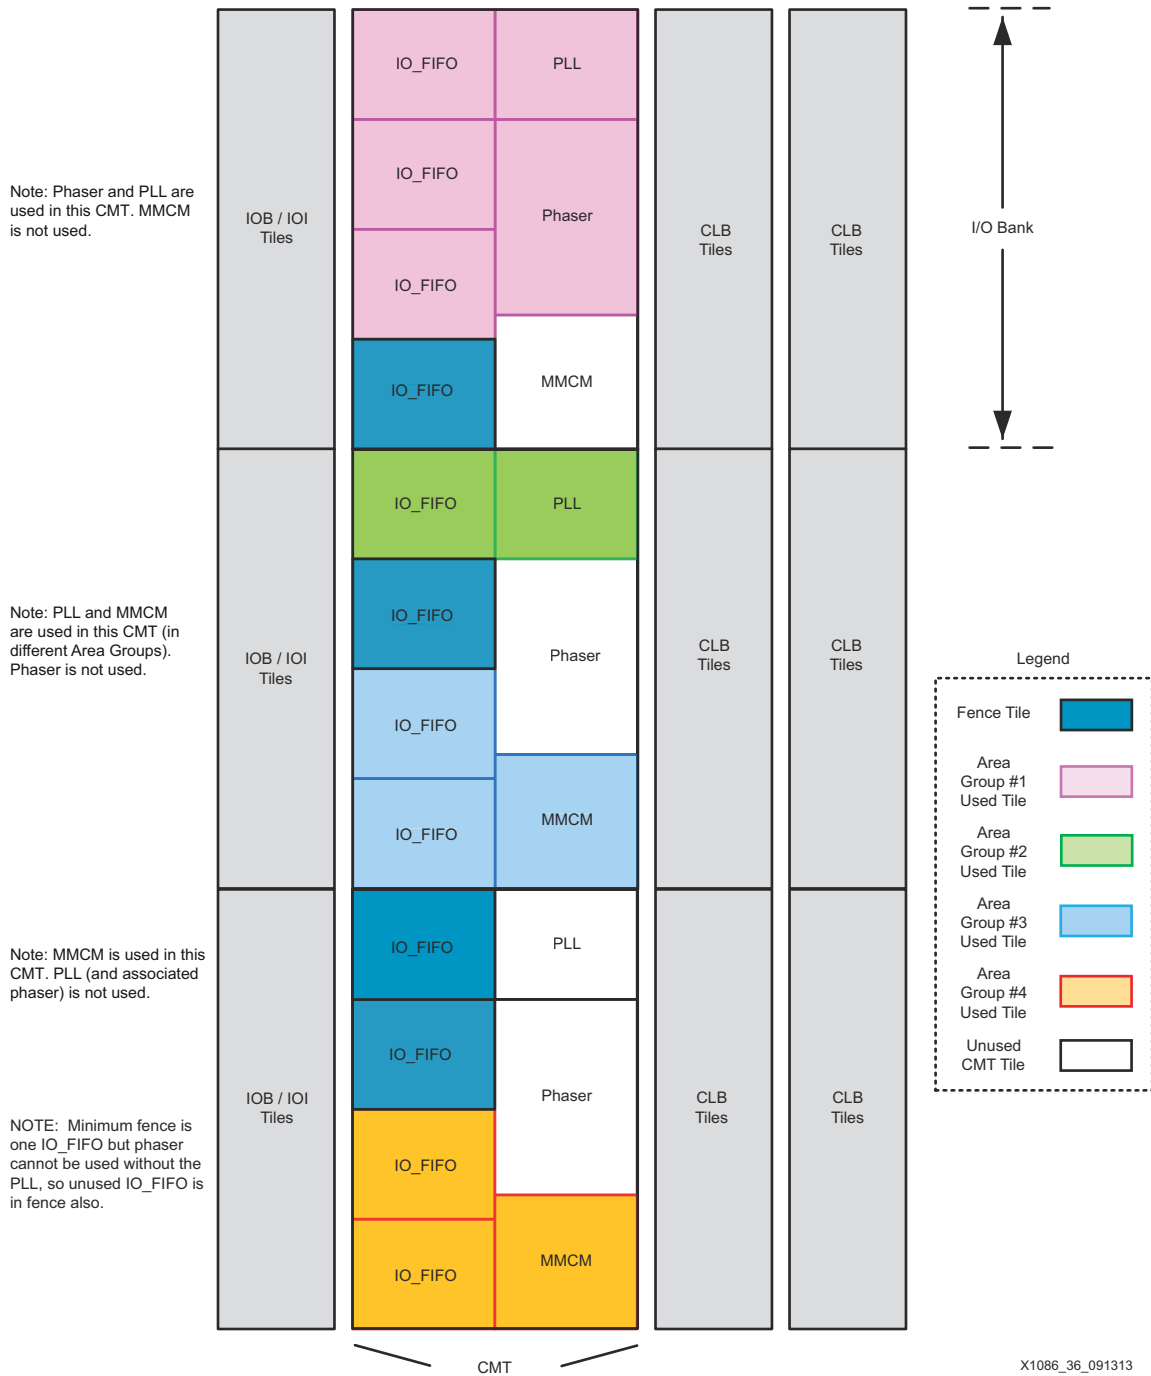 IO_FIFO
PLL
IO_FIFO
Note: Phaser and PLL are
used in this CMT. MMCM
is not used.
IOB / IOI
Tiles
Phaser
CLB
Tiles
CLB
Tiles
I/O Bank
IO_FIFO
IO_FIFO
MMCM
IO_FIFO
PLL
Note: PLL and MMCM
are used in this CMT (in
different Area Groups).
Phaser is not used.
IOB / IOI
Tiles
IO_FIFO
Phaser
CLB
Tiles
CLB
Tiles
IO_FIFO
IO_FIFO
MMCM
Legend
Fence Tile
Area
Group #1
Used Tile
Area
Group #2
Used Tile
Area
Group #3
Used Tile
Area
Group #4
Used Tile
Unused
CMT Tile
Note: MMCM is used in this
CMT. PLL (and associated
phaser) is not used.
IO_FIFO
PLL
IO_FIFO
Phaser
IOB / IOI
Tiles
CLB
Tiles
CLB
Tiles
NOTE:  Minimum fence is
one IO_FIFO but phaser
cannot be used without the
PLL, so unused IO_FIFO is
in fence also.
IO_FIFO
IO_FIFO
MMCM
CMT
X1086_36_091313